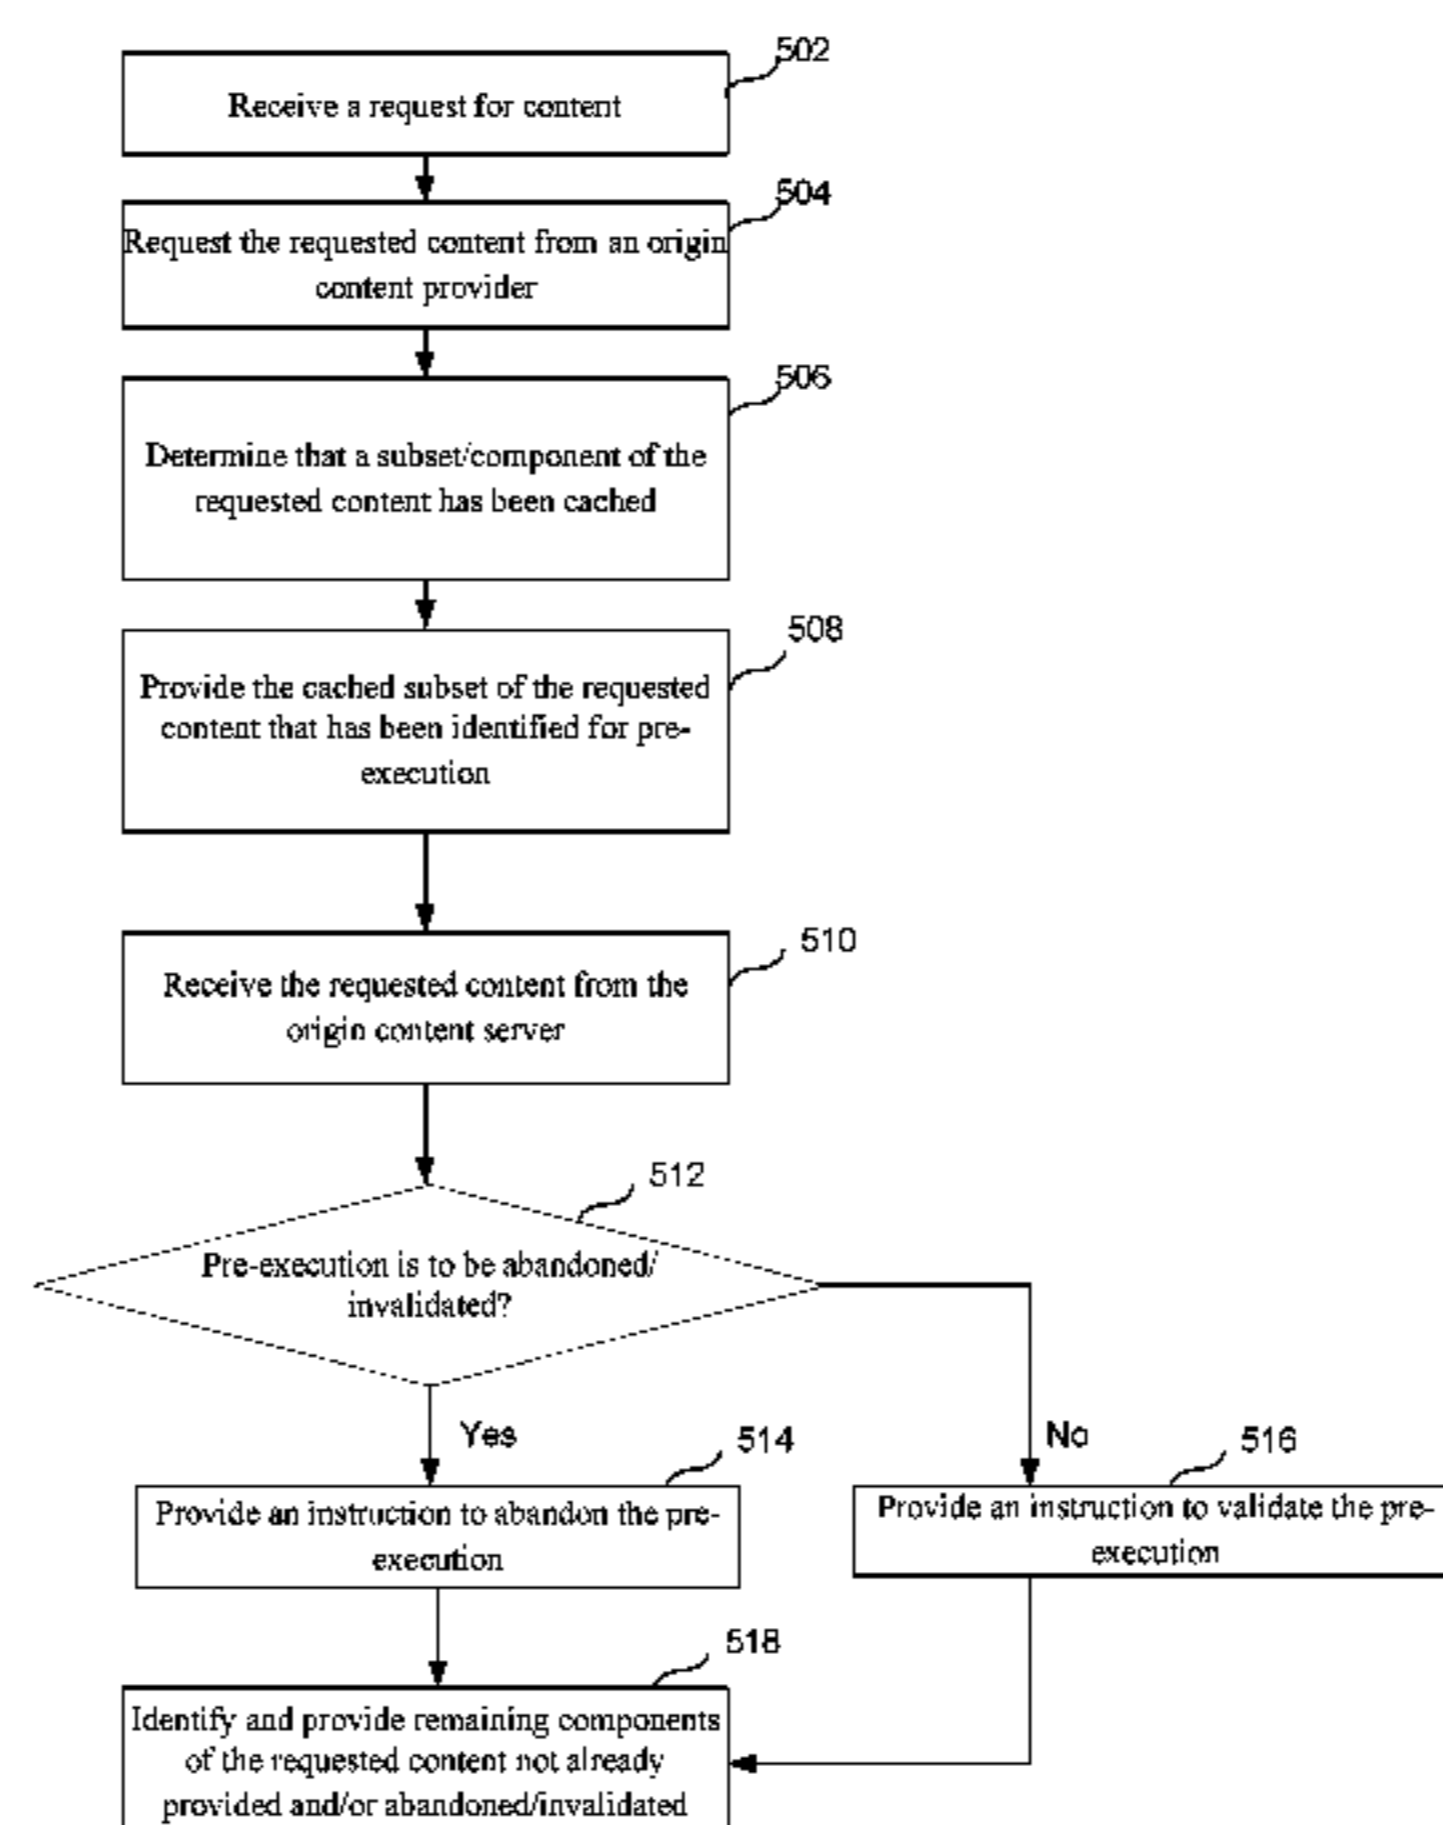 502
Receive a request for content
504
Request the requested content from an origin
content provider
506
Determine that a subset/component of the
requested content has been cached
508
Provide the cached subset of the requested
content that has been identified for pre-
execution
510
Receive the requested content from the
origin content server
512
Pre-execution is to be abandoned/
invalidated?
Yes
No
514
516
Provide an instruction to abandon the pre-
execution
Provide an instruction to validate the pre-
execution
518
Identify and provide remaining components
of the requested content not already
provided and/or abandoned/invalidated